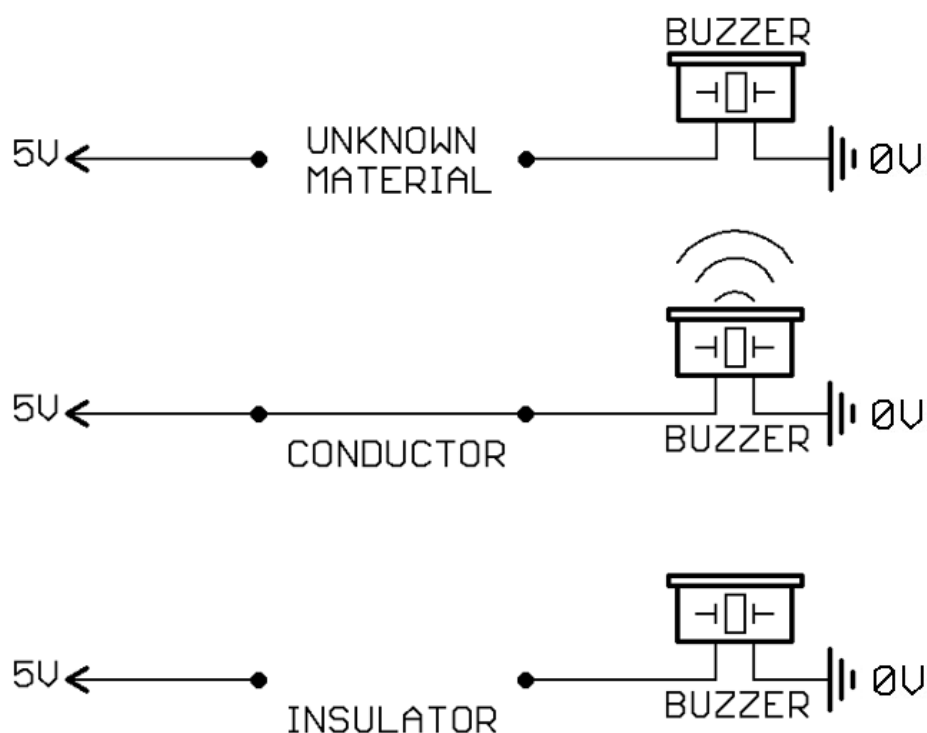 BUZZER
5V
UNKNOWN
MATERIAL
0V
5V
CONDUCTOR
BUZZER
0V
5V
INSULATOR
BUZZER
0V